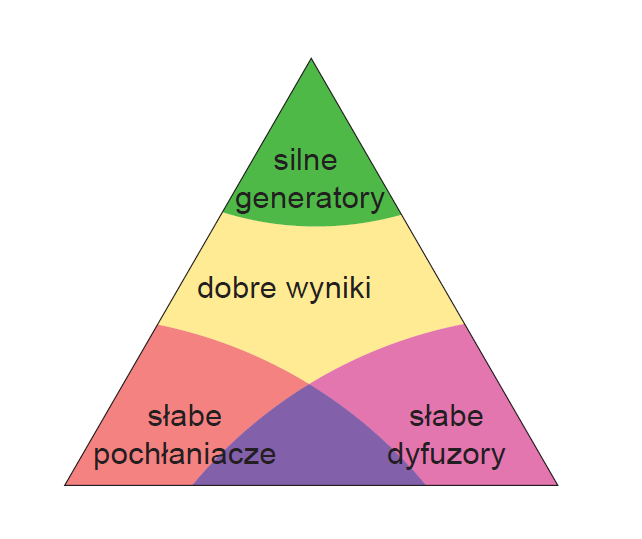 silne
generatory
dobre wyniki
słabe
pochłaniacze
słabe
dyfuzory